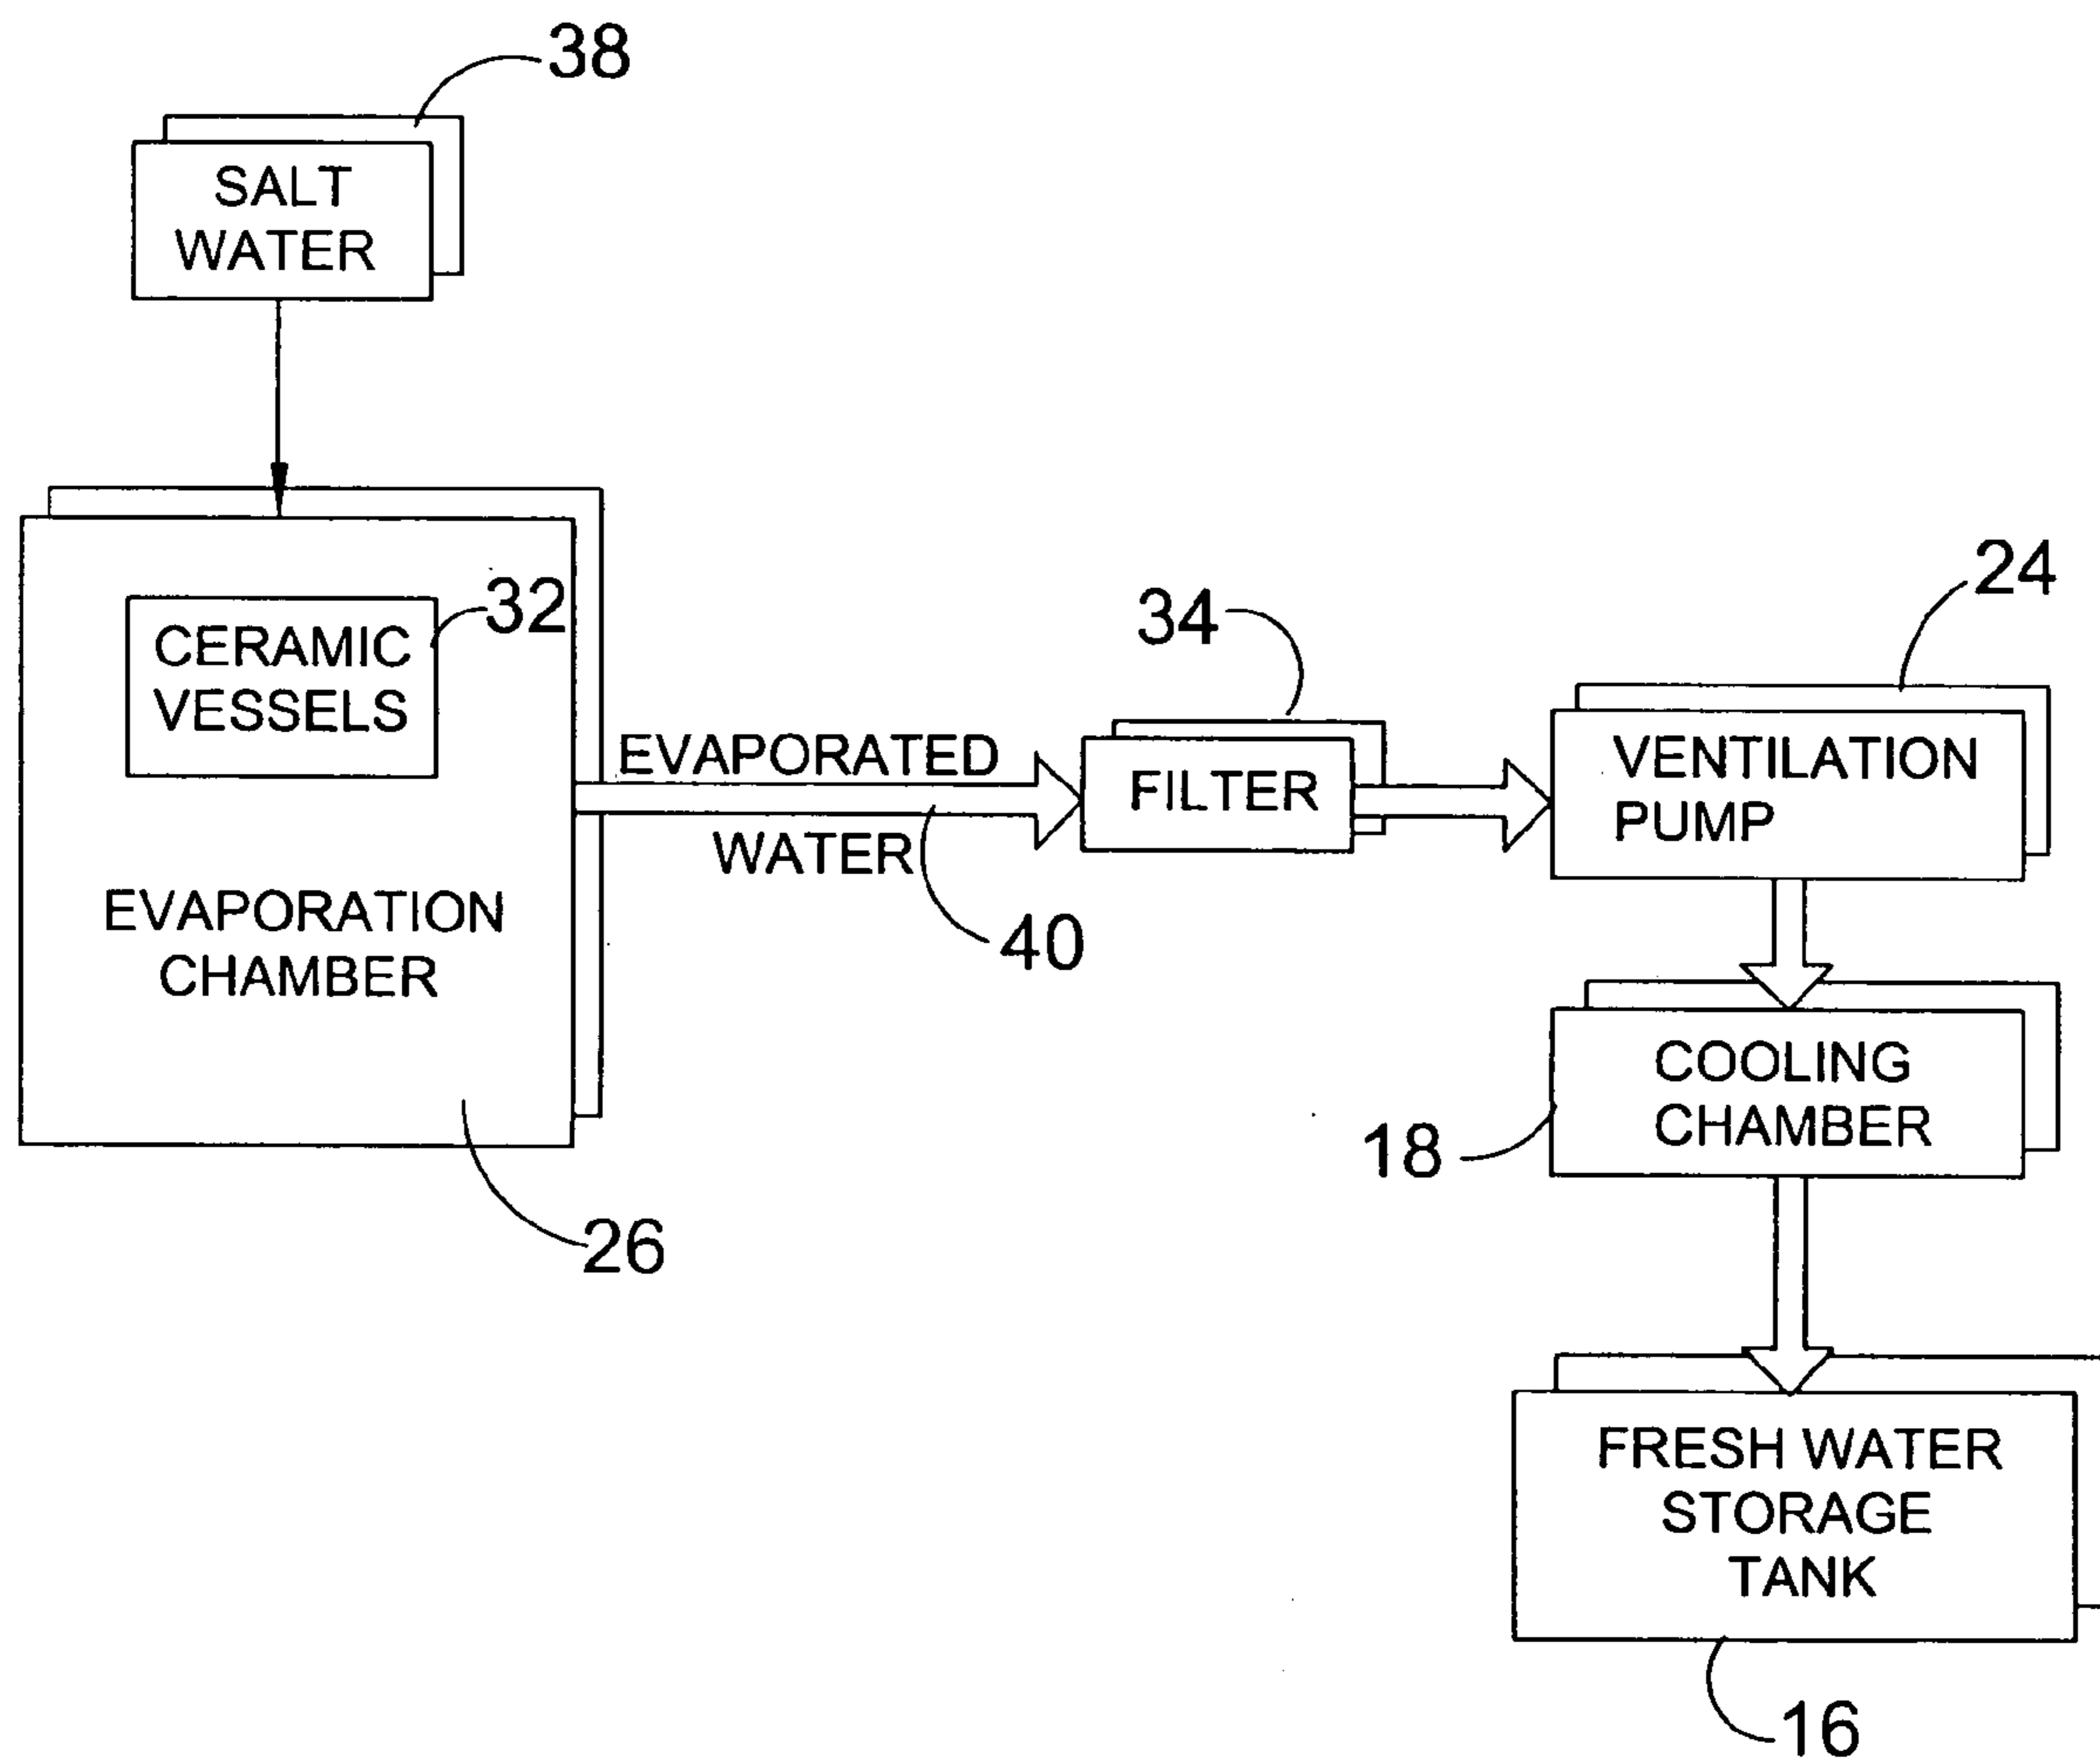 38
SALT
WATER
32
CERAMIC
VESSELS
EVAPORATION
CHAMBER
26
EVAPORATED
WATER
40
34
FILTER
24
VENTILATION
PUMP
COOLING
CHAMBER
18
FRESH WATER
STORAGE
TANK
16